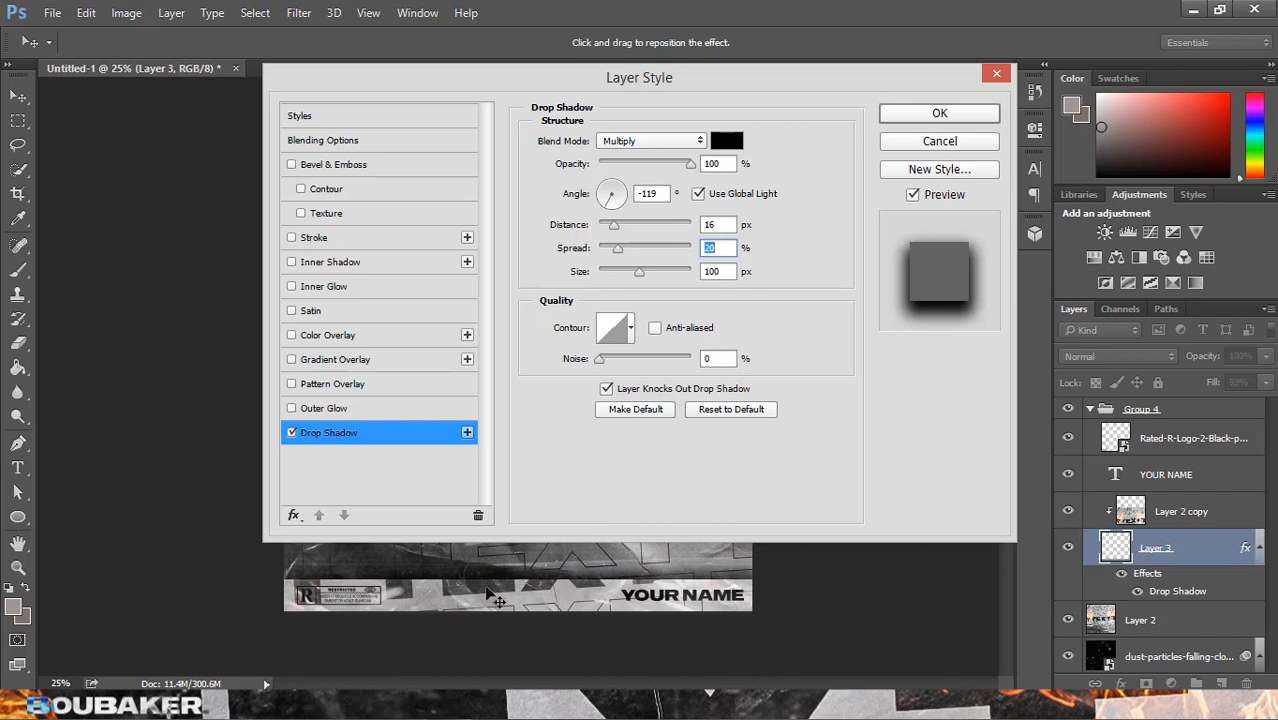 Ps File Edit Image Layer Type Select Filter 3D View Window Help
Click and drag to reposition the effect.
Essentials
Untitled-1 @ 25% (Layer 3, RGB/8) *
Layer Style
Styles
Blending Options
Bevel & Emboss
Contour
Texture
Stroke
Inner Shadow
Inner Glow
Satin
Color Overlay
Gradient Overlay
Pattern Overlay
Outer Glow
Drop Shadow
fx
Drop Shadow
Structure
Blend Mode: Multiply
Opacity: 100 %
Angle: -119 °
Use Global Light
Distance: 16 px
Spread: 20 %
Size: 100 px
Quality
Contour:
Anti-aliased
Noise: 0 %
Layer Knocks Out Drop Shadow
Make Default Reset to Default
OK
Cancel
New Style...
Preview
Color Swatches
Libraries Adjustments Styles
Add an adjustment
Layers Channels Paths
Kind
Normal Opacity: 100%
Lock: Fill: 93%
Group 4
Rated-R-Logo-2-Black-p...
T YOUR NAME
Layer 2 copy
Layer 3 fx
Effects
Drop Shadow
Layer 2
dust-particles-falling-clo...
R RESTRICTED
YOUR NAME
25% Doc: 11.4M/300.6M
BOUBAKER